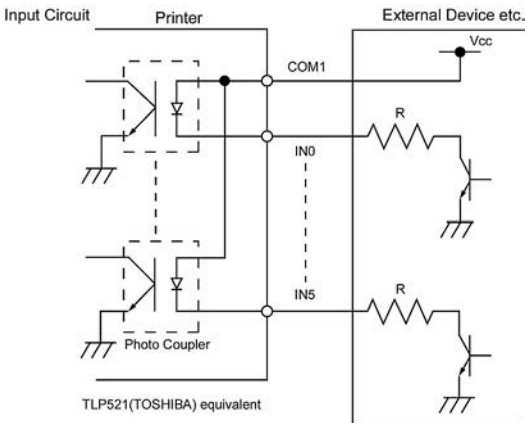 Input Circuit
Printer
External Device etc.
Vcc
COM1
R
IN0
R
IN5
Photo Coupler
TLP521(TOSHIBA) equivalent